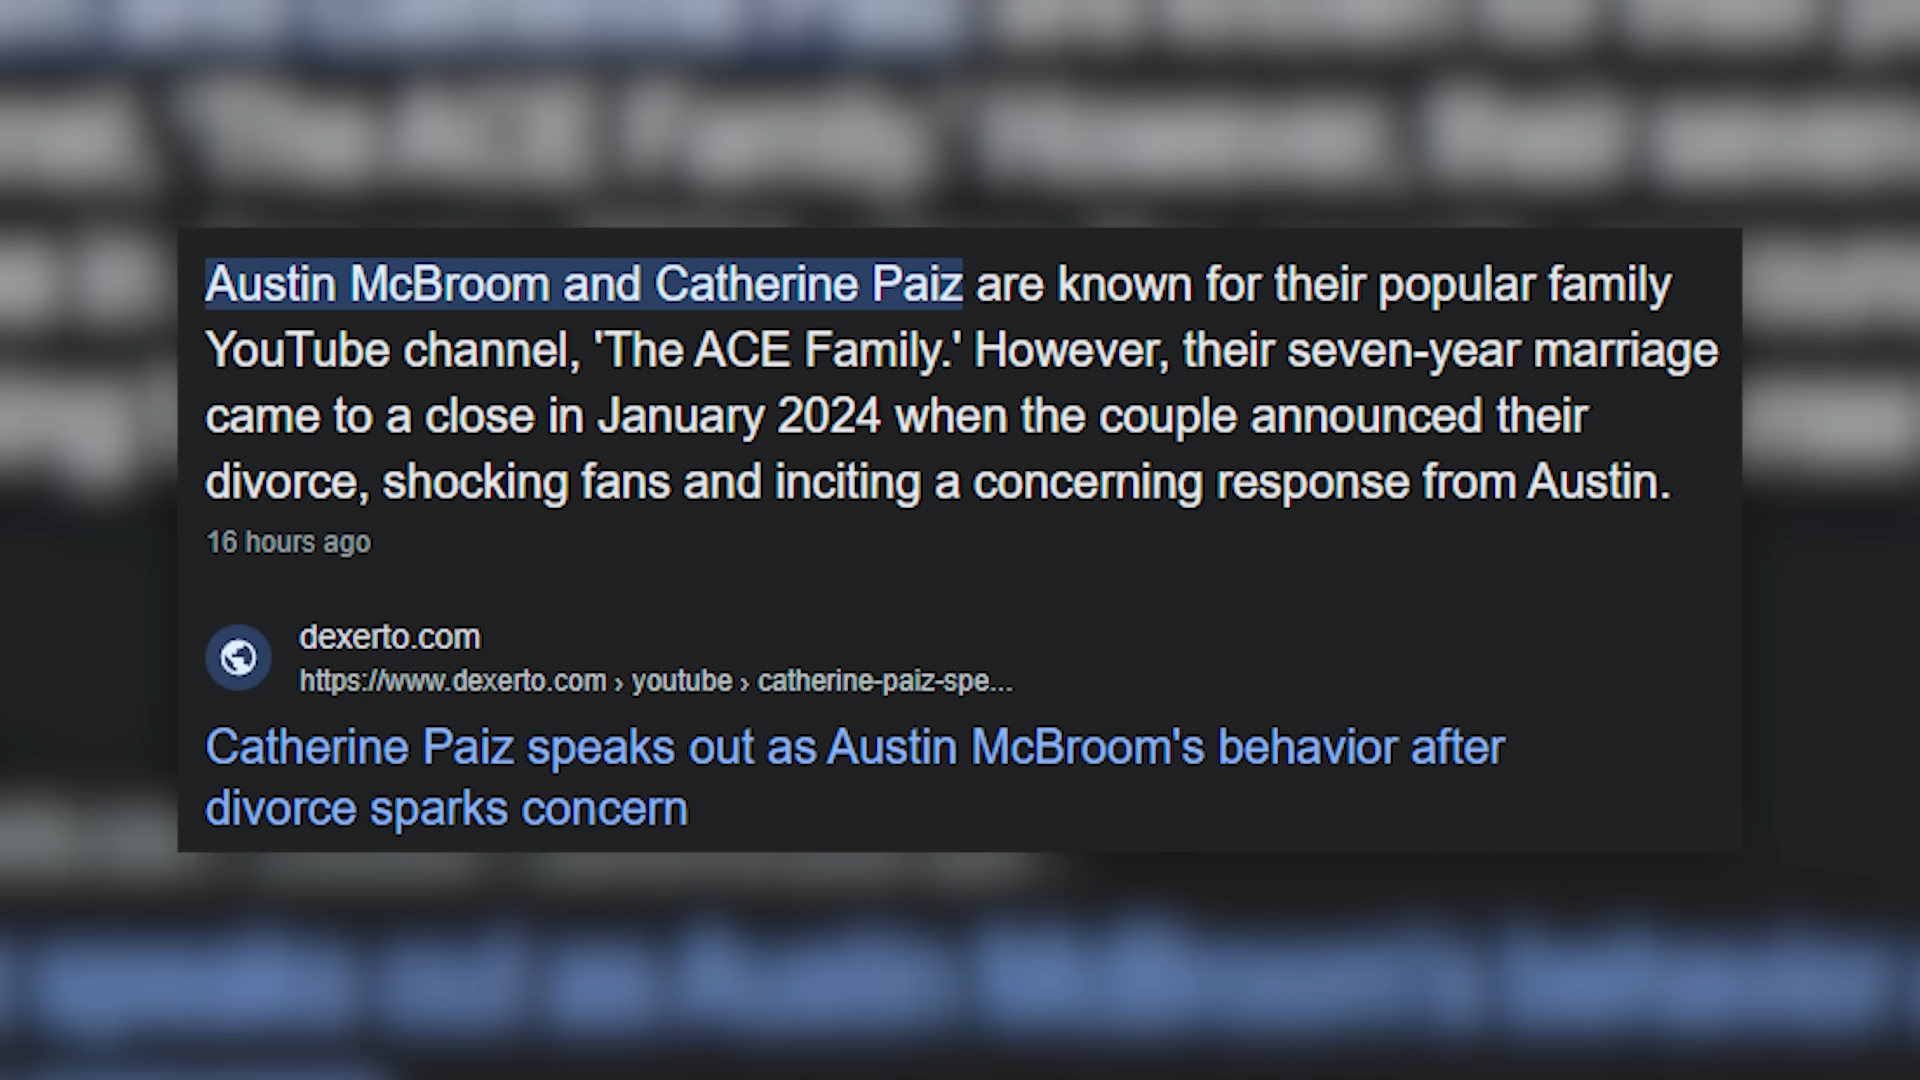 Austin McBroom and Catherine Paiz are known for their popular family
YouTube channel, 'The ACE Family.' However, their seven-year marriage
came to a close in January 2024 when the couple announced their
divorce, shocking fans and inciting a concerning response from Austin.
16 hours ago
dexerto.com
https://www.dexerto.com › youtube › catherine-paiz-spe...
Catherine Paiz speaks out as Austin McBroom's behavior after
divorce sparks concern